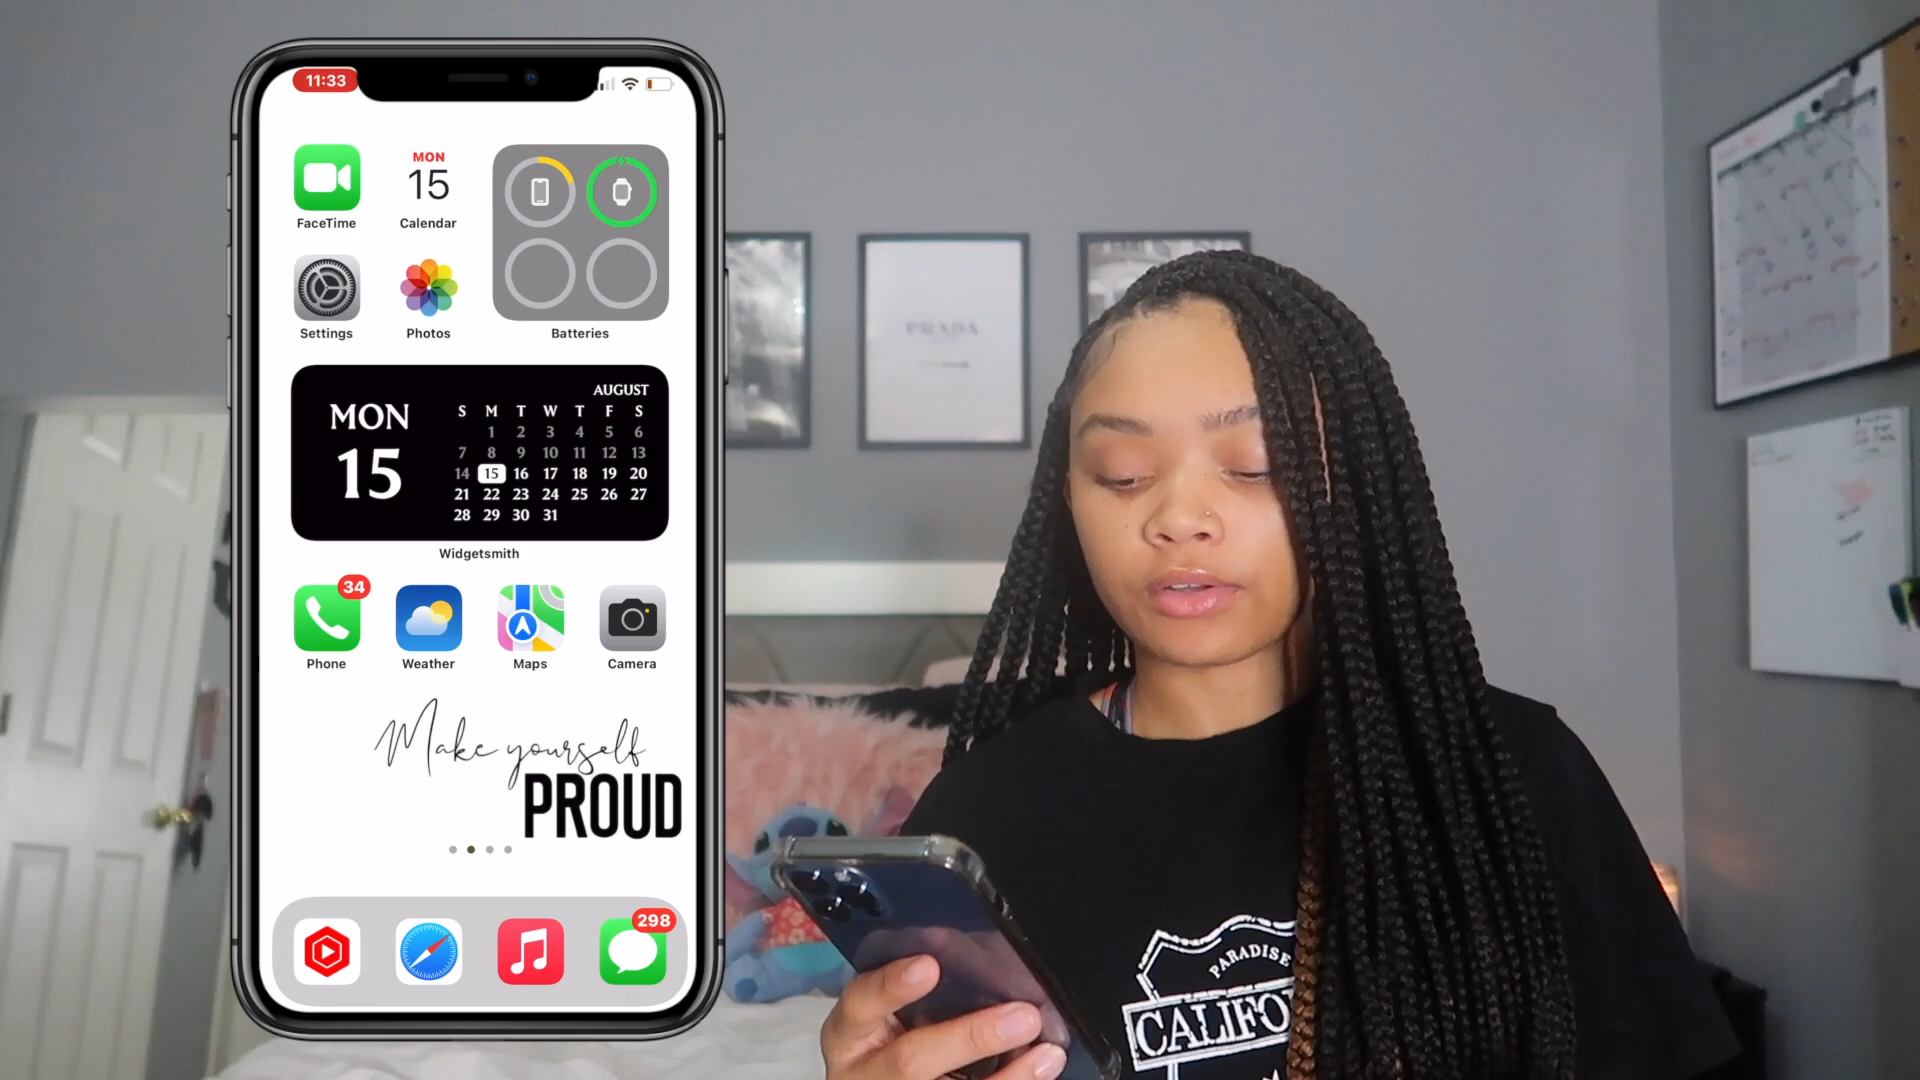 11:33
FaceTime
MON
15
Calendar
Settings
Photos
Batteries
MON
15
AUGUST
S M T W T F S
1 2 3 4 5 6
7 8 9 10 11 12 13
14 15 16 17 18 19 20
21 22 23 24 25 26 27
28 29 30 31
Widgetsmith
34
Phone
Weather
Maps
Camera
Make yourself
PROUD
298
PRADA
PARADISE
CALIFO